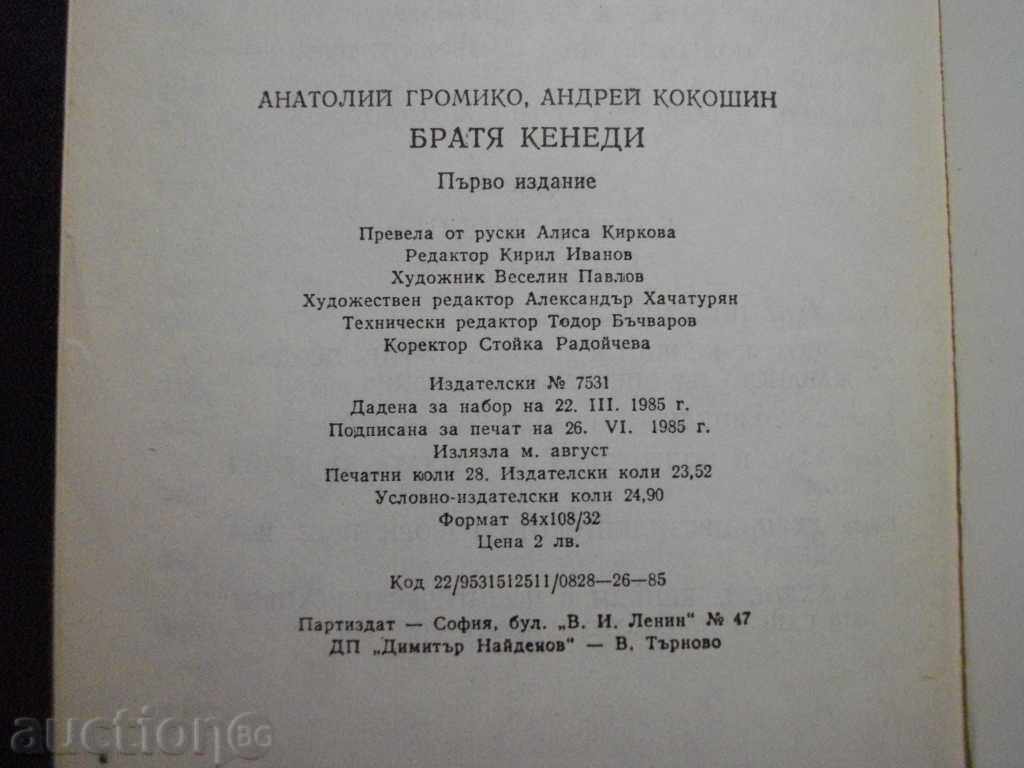 АНАТОЛИЙ ГРОМИКО, АНДРЕЙ КОКОШИН
БРАТЯ КЕНЕДИ
Първо издание
Превела от руски Алиса Киркова
Редактор Кирил Иванов
Художник Веселин Павлов
Художествен редактор Александър Хачатурян
Технически редактор Тодор Бъчваров
Коректор Стойка Радойчева
Издателски № 7531
Дадена за набор на 22. III. 1985 г.
Подписана за печат на 26. VI. 1985 г.
Излязла м. август
Печатни коли 28. Издателски коли 23,52
Условно-издателски коли 24,90
Формат 84х108/32
Цена 2 лв.
Код 22/9531512511/0828—26—85
Партиздат — София, бул. „В. И. Ленин" № 47
ДП „Димитър Найденов" — В. Търново
auction BG